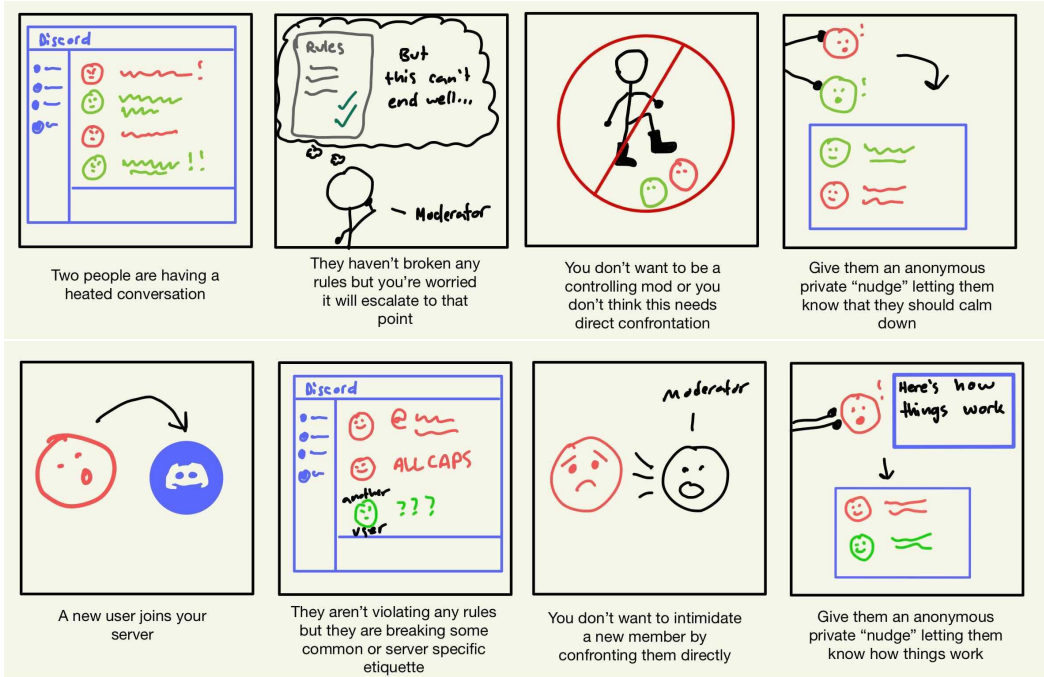 Discord
!
!!
Rules
But
this can't
end well...
Moderator
!
!
Two people are having a
heated conversation
They haven't broken any
rules but you're worried
it will escalate to that
point
You don't want to be a
controlling mod or you
don't think this needs
direct confrontation
Give them an anonymous
private “nudge” letting them
know that they should calm
down
Discord
@
ALL CAPS
another
user
???
moderator
!
Here's how
things work
A new user joins your
server
They aren't violating any rules
but they are breaking some
common or server specific
etiquette
You don't want to intimidate
a new member by
confronting them directly
Give them an anonymous
private “nudge” letting them
know how things work